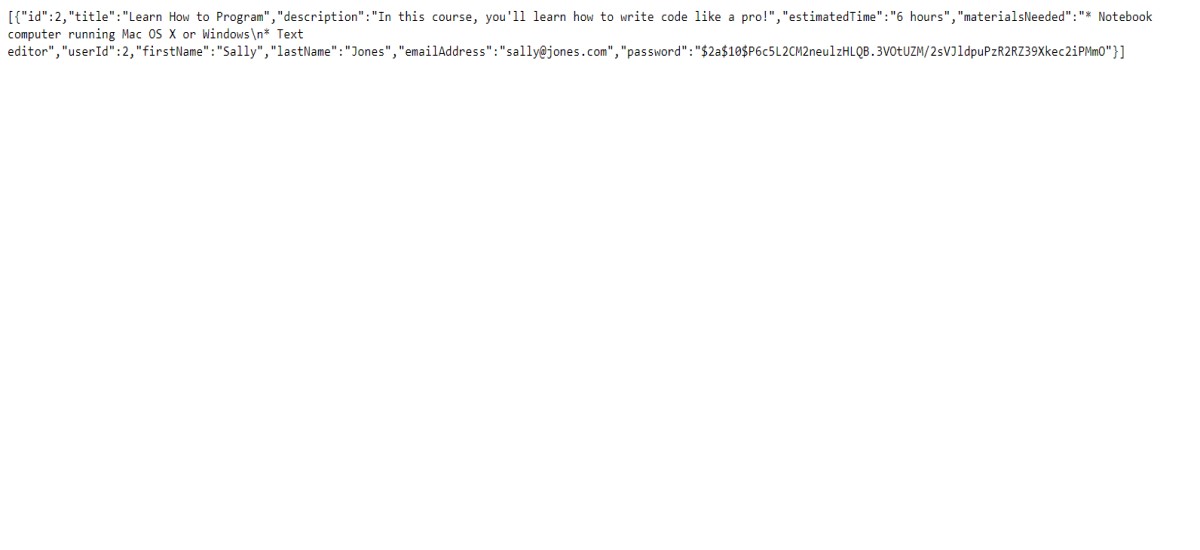 [{"id":2,"title":"Learn How to Program","description":"In this course, you'll learn how to write code like a pro!","estimatedTime":"6 hours","materialsNeeded":"* Notebook
computer running Mac OS X or Windows\n* Text
editor","userId":2,"firstName":"Sally","lastName":"Jones","emailAddress":"sally@jones.com","password":"$2a$10$P6c5L2CM2neulzHLQB.3VOtUZM/2sVJldpuPzR2RZ39Xkec2iPMmO"}]